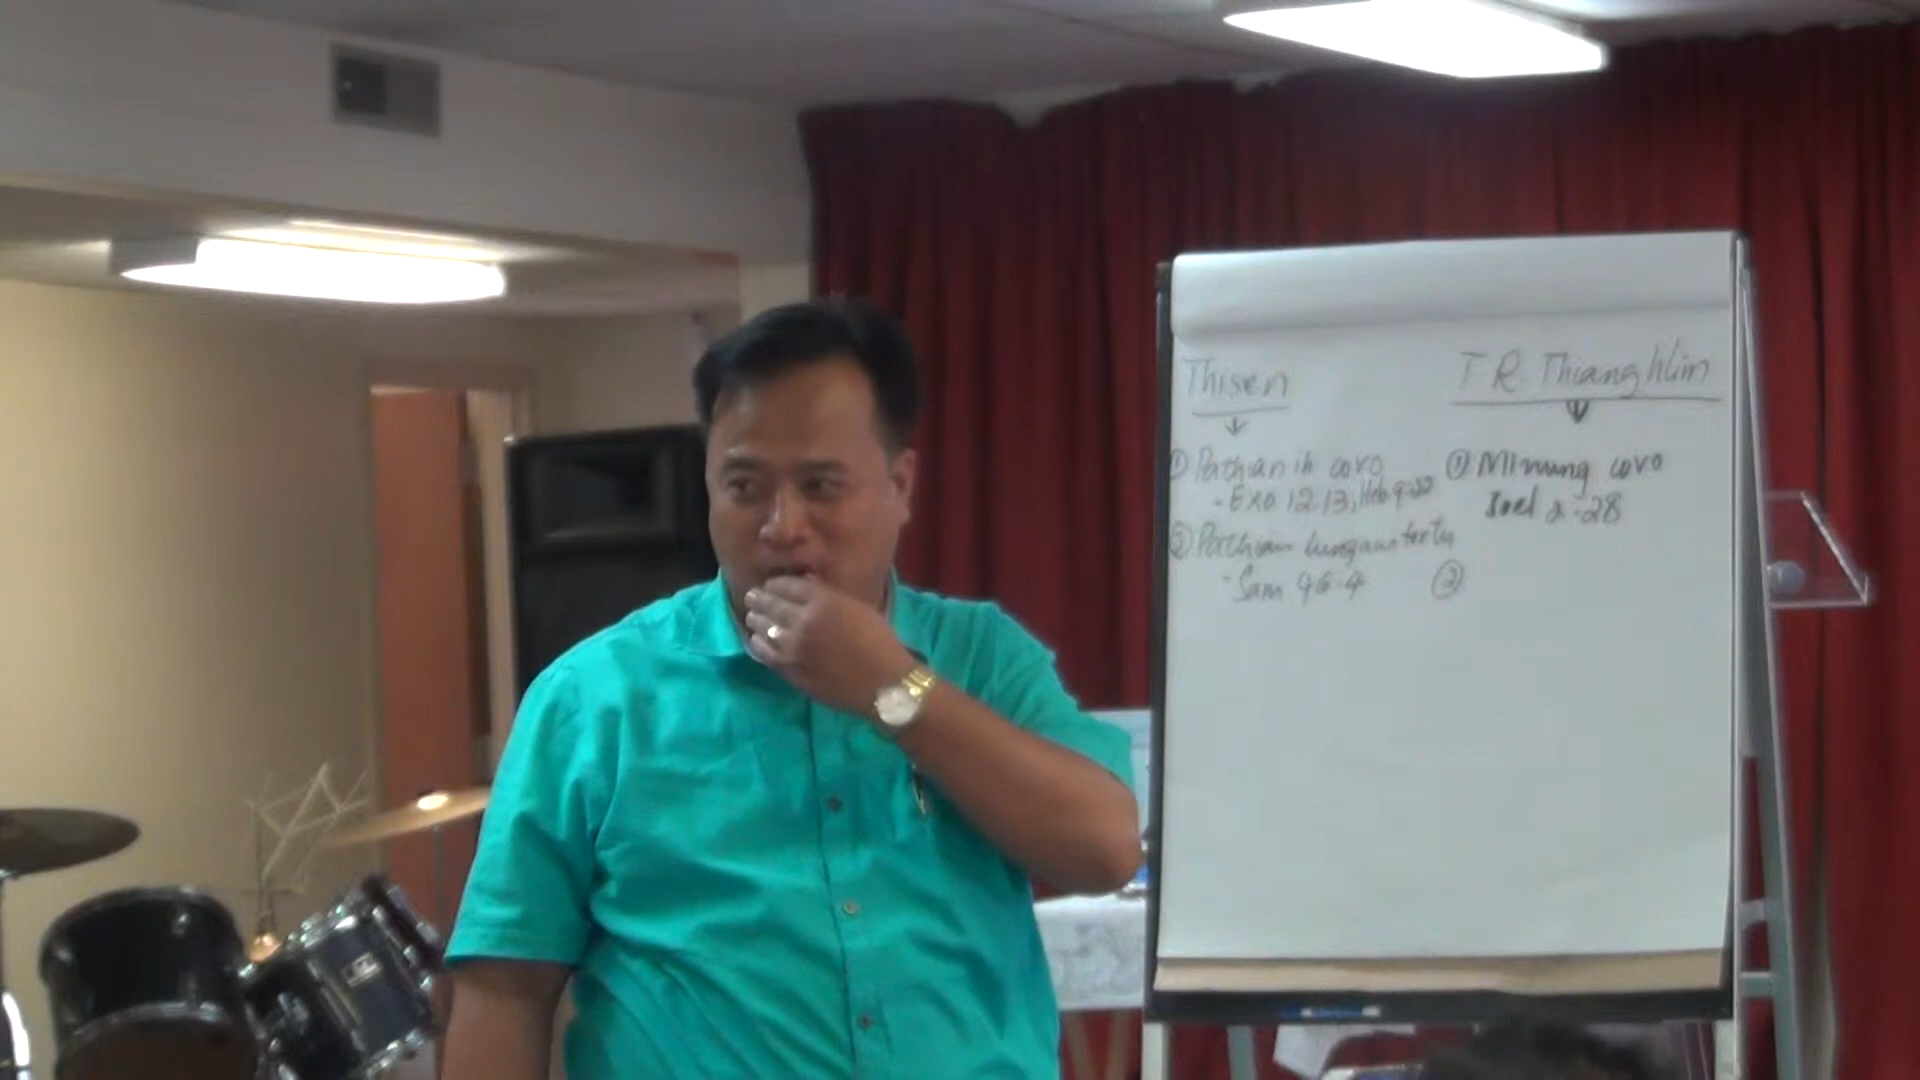 Thisen
T R. Thianghlim
① Pathian ih covo
- Exo 12:13, Heb 9:22
② Pathian
- Sam 46:4
① Minung covo
Joel 2:28
②